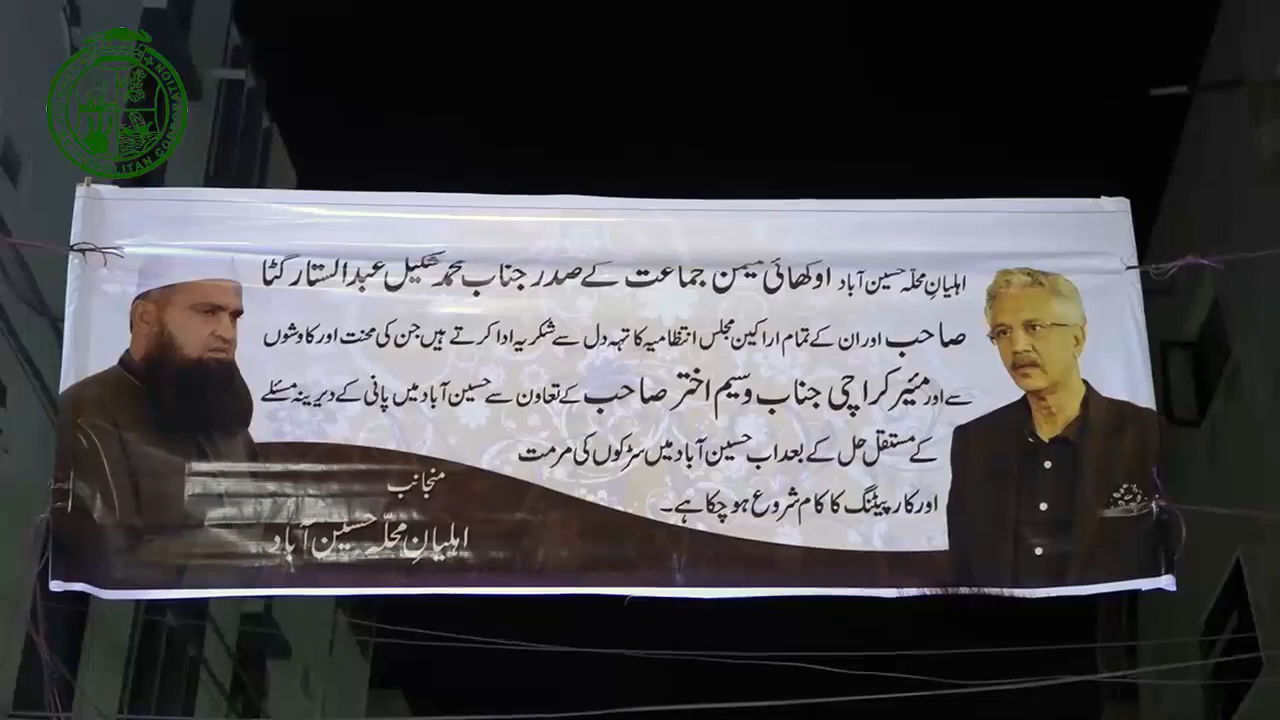 اہلیانِ محلّہ حسین آباد اوکھائی میمن جماعت کے صدر جناب محمد شکیل عبدالستار گٹا
صاحب اور ان کے تمام اراکین مجلس انتظامیہ کا تہہ دل سے شکریہ ادا کرتے ہیں جن کی محنت اور کاوشوں
سے اور مئیر کراچی جناب وسیم اختر صاحب کے تعاون سے حسین آباد میں پانی کے دیرینہ مسئلے
کے مستقل حل کے بعد اب حسین آباد میں سڑکوں کی مرمت
اور کارپیٹنگ کا کام شروع ہو چکا ہے۔
منجانب
اہلیانِ محلّہ حسین آباد